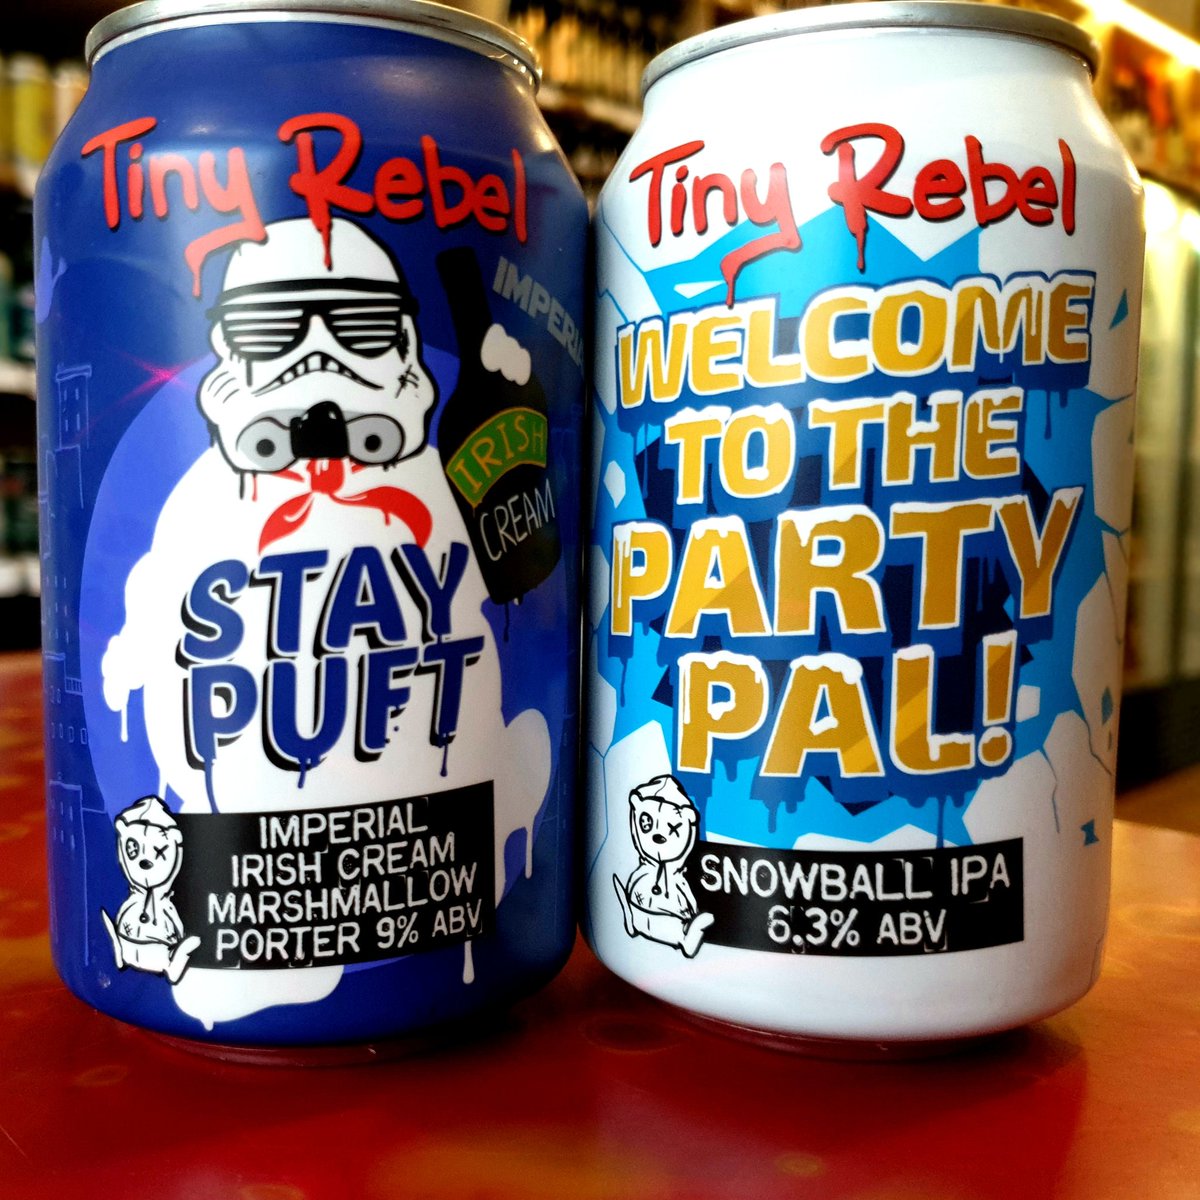 Tiny Rebel
IMPERIA
IRISH
CREAM
STAY
PUFT
IMPERIAL
IRISH CREAM
MARSHMALLOW
PORTER 9% ABV
Tiny Rebel
WELCOME
TO THE
PARTY
PAL!
SNOWBALL IPA
6.3% ABV